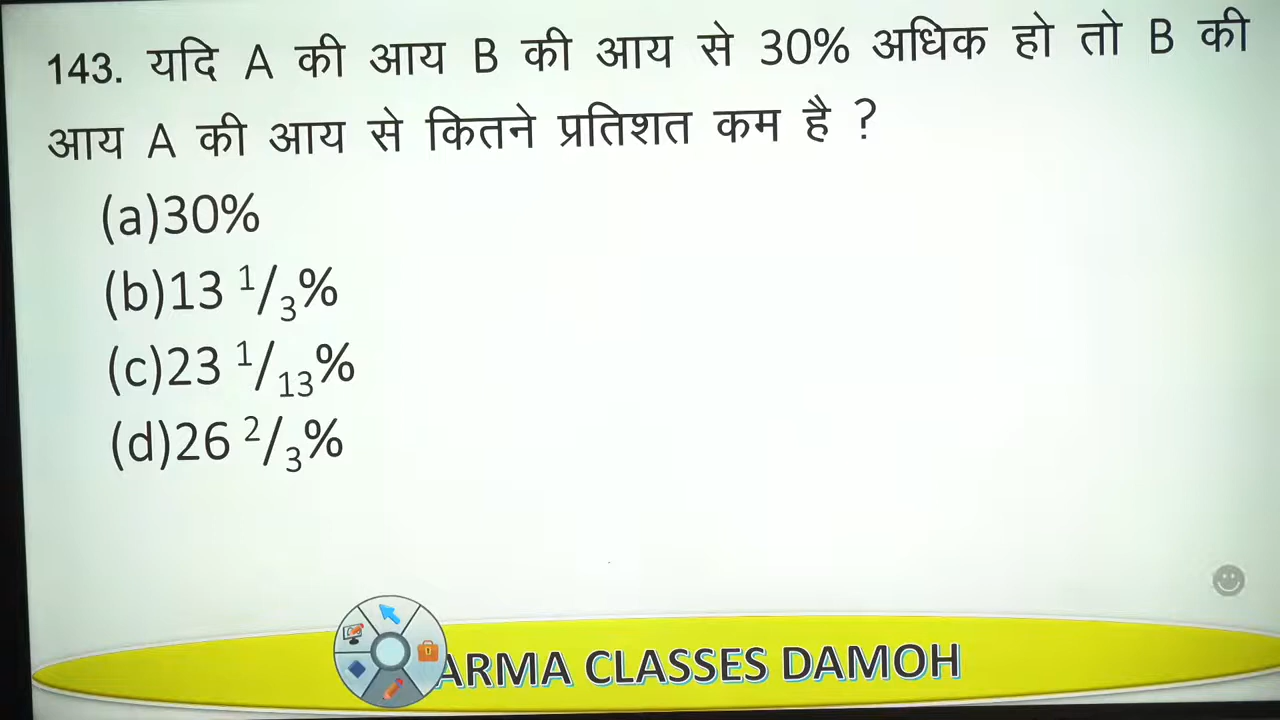 143. यदि A की आय B की आय से 30% अधिक हो तो B की
आय A की आय से कितने प्रतिशत कम है ?
(a)30%
(b)13 ¹/₃%
(c)23 ¹/₁₃%
(d)26 ²/₃%
ARMA CLASSES DAMOH